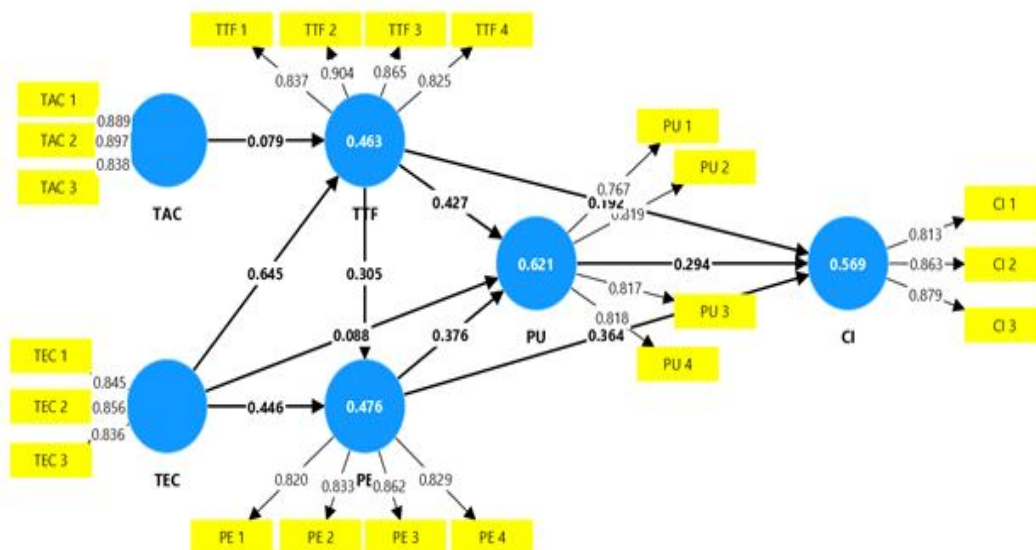 TTF 1
TTF 2
TTF 3
TTF 4
0.837
0.904
0.865
0.825
TAC 1
TAC 2
TAC 3
0.889
0.897
0.838
TAC
0.079
0.463
TTF
0.427
0.192
0.645
0.305
PU 1
PU 2
PU 3
PU 4
0.767
0.819
0.817
0.818
0.621
PU
0.294
0.569
CI
0.813
0.863
0.879
CI 1
CI 2
CI 3
0.088
0.376
0.364
TEC 1
TEC 2
TEC 3
0.845
0.856
0.836
TEC
0.446
0.476
PE
0.820
0.833
0.862
0.829
PE 1
PE 2
PE 3
PE 4